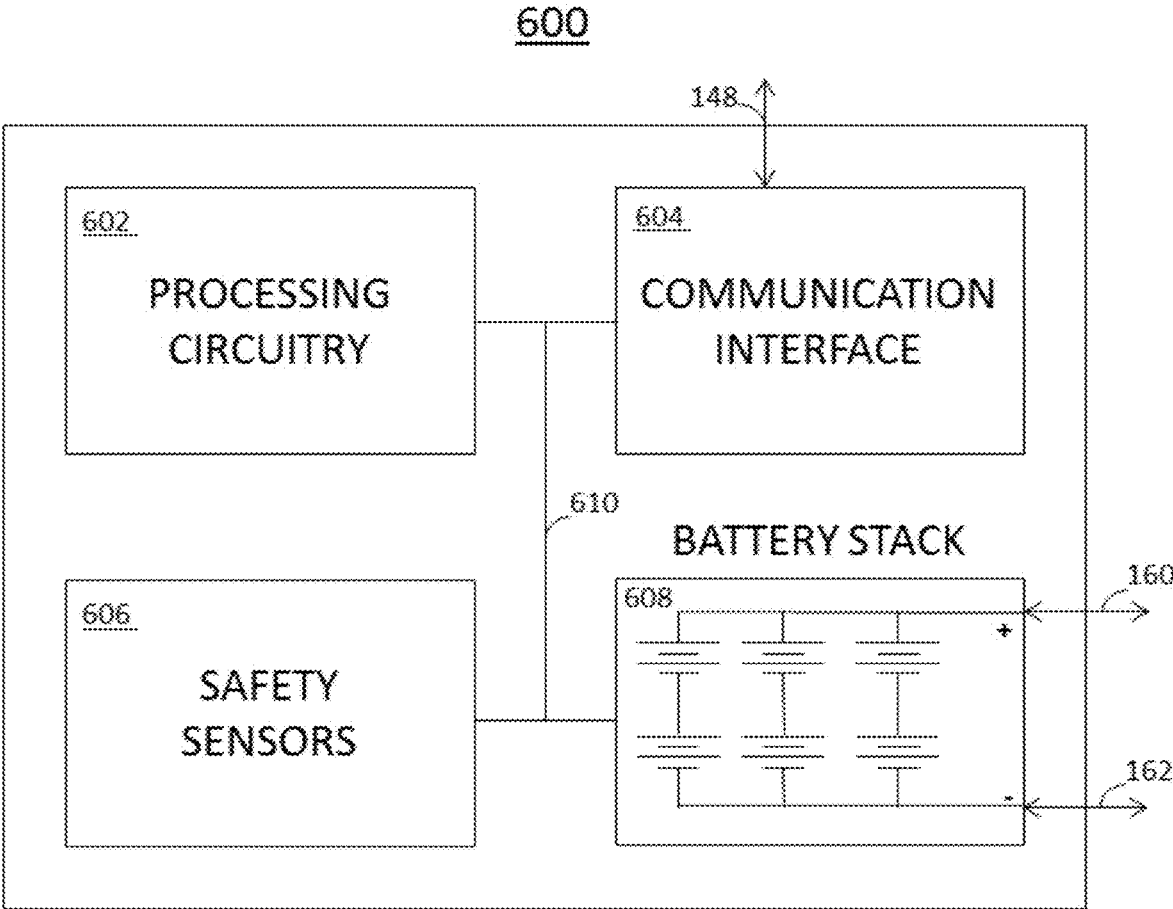 600
148
602
PROCESSING
CIRCUITRY
604
COMMUNICATION
INTERFACE
610
BATTERY STACK
606
SAFETY
SENSORS
608
+
-
160
162